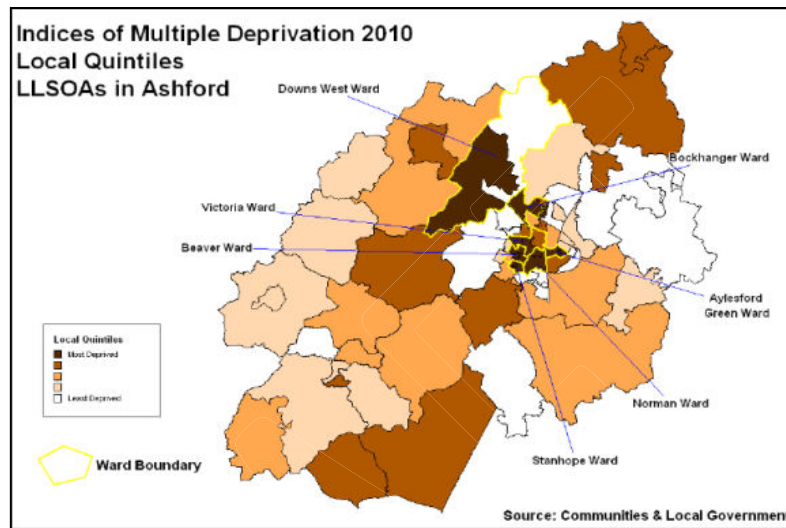 Indices of Multiple Deprivation 2010
Local Quintiles
LLSOAs in Ashford
Downs West Ward
Bockhanger Ward
Victoria Ward
Beaver Ward
Aylesford
Green Ward
Local Quintiles
Most Deprived
Least Deprived
Norman Ward
Stanhope Ward
Ward Boundary
Source: Communities & Local Government